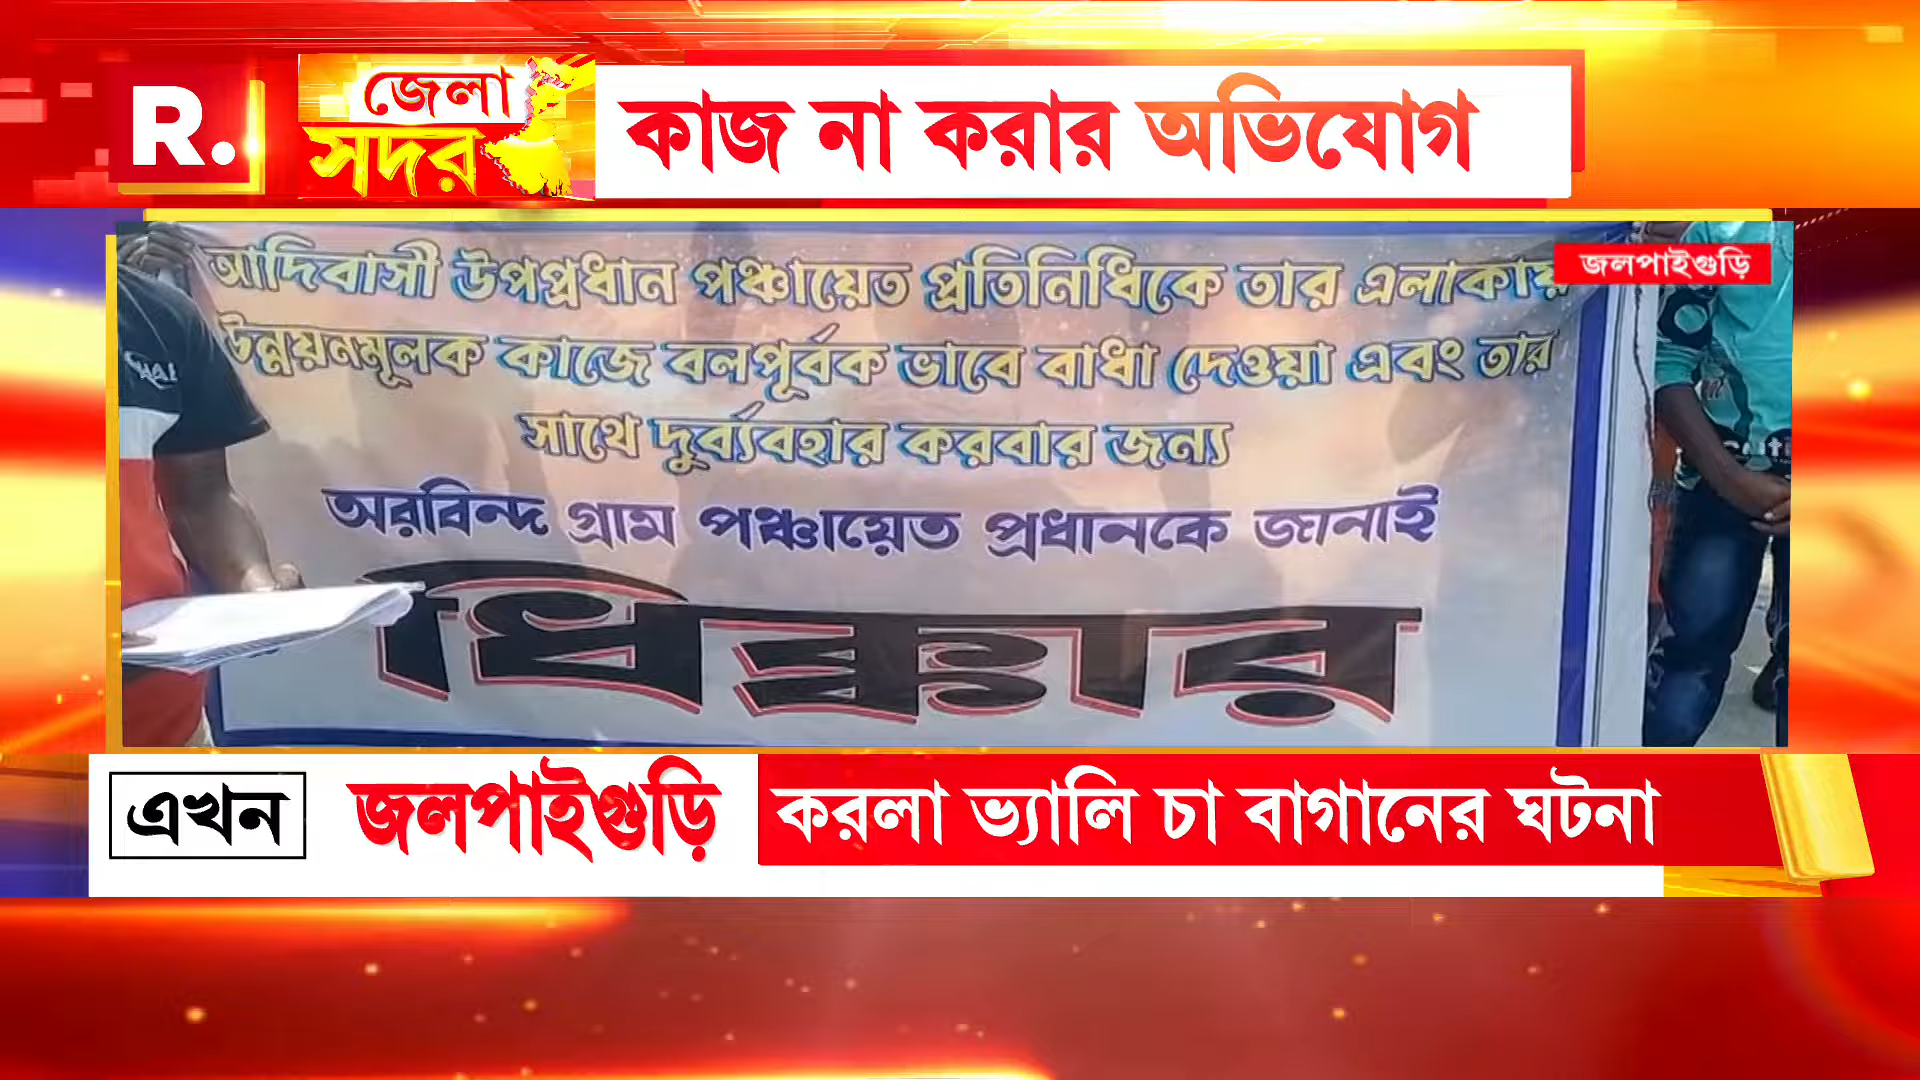 R.
জেলা
সদর
কাজ না করার অভিযোগ
জলপাইগুড়ি
আদিবাসী উপপ্রধান পঞ্চায়েত প্রতিনিধিকে তার এলাকায়
উন্নয়নমূলক কাজে বলপূর্বক ভাবে বাধা দেওয়া এবং তার
সাথে দুর্ব্যবহার করবার জন্য
অরবিন্দ গ্রাম পঞ্চায়েত প্রধানকে জানাই
ধিক্কার
এখন জলপাইগুড়ি করলা ভ্যালি চা বাগানের ঘটনা